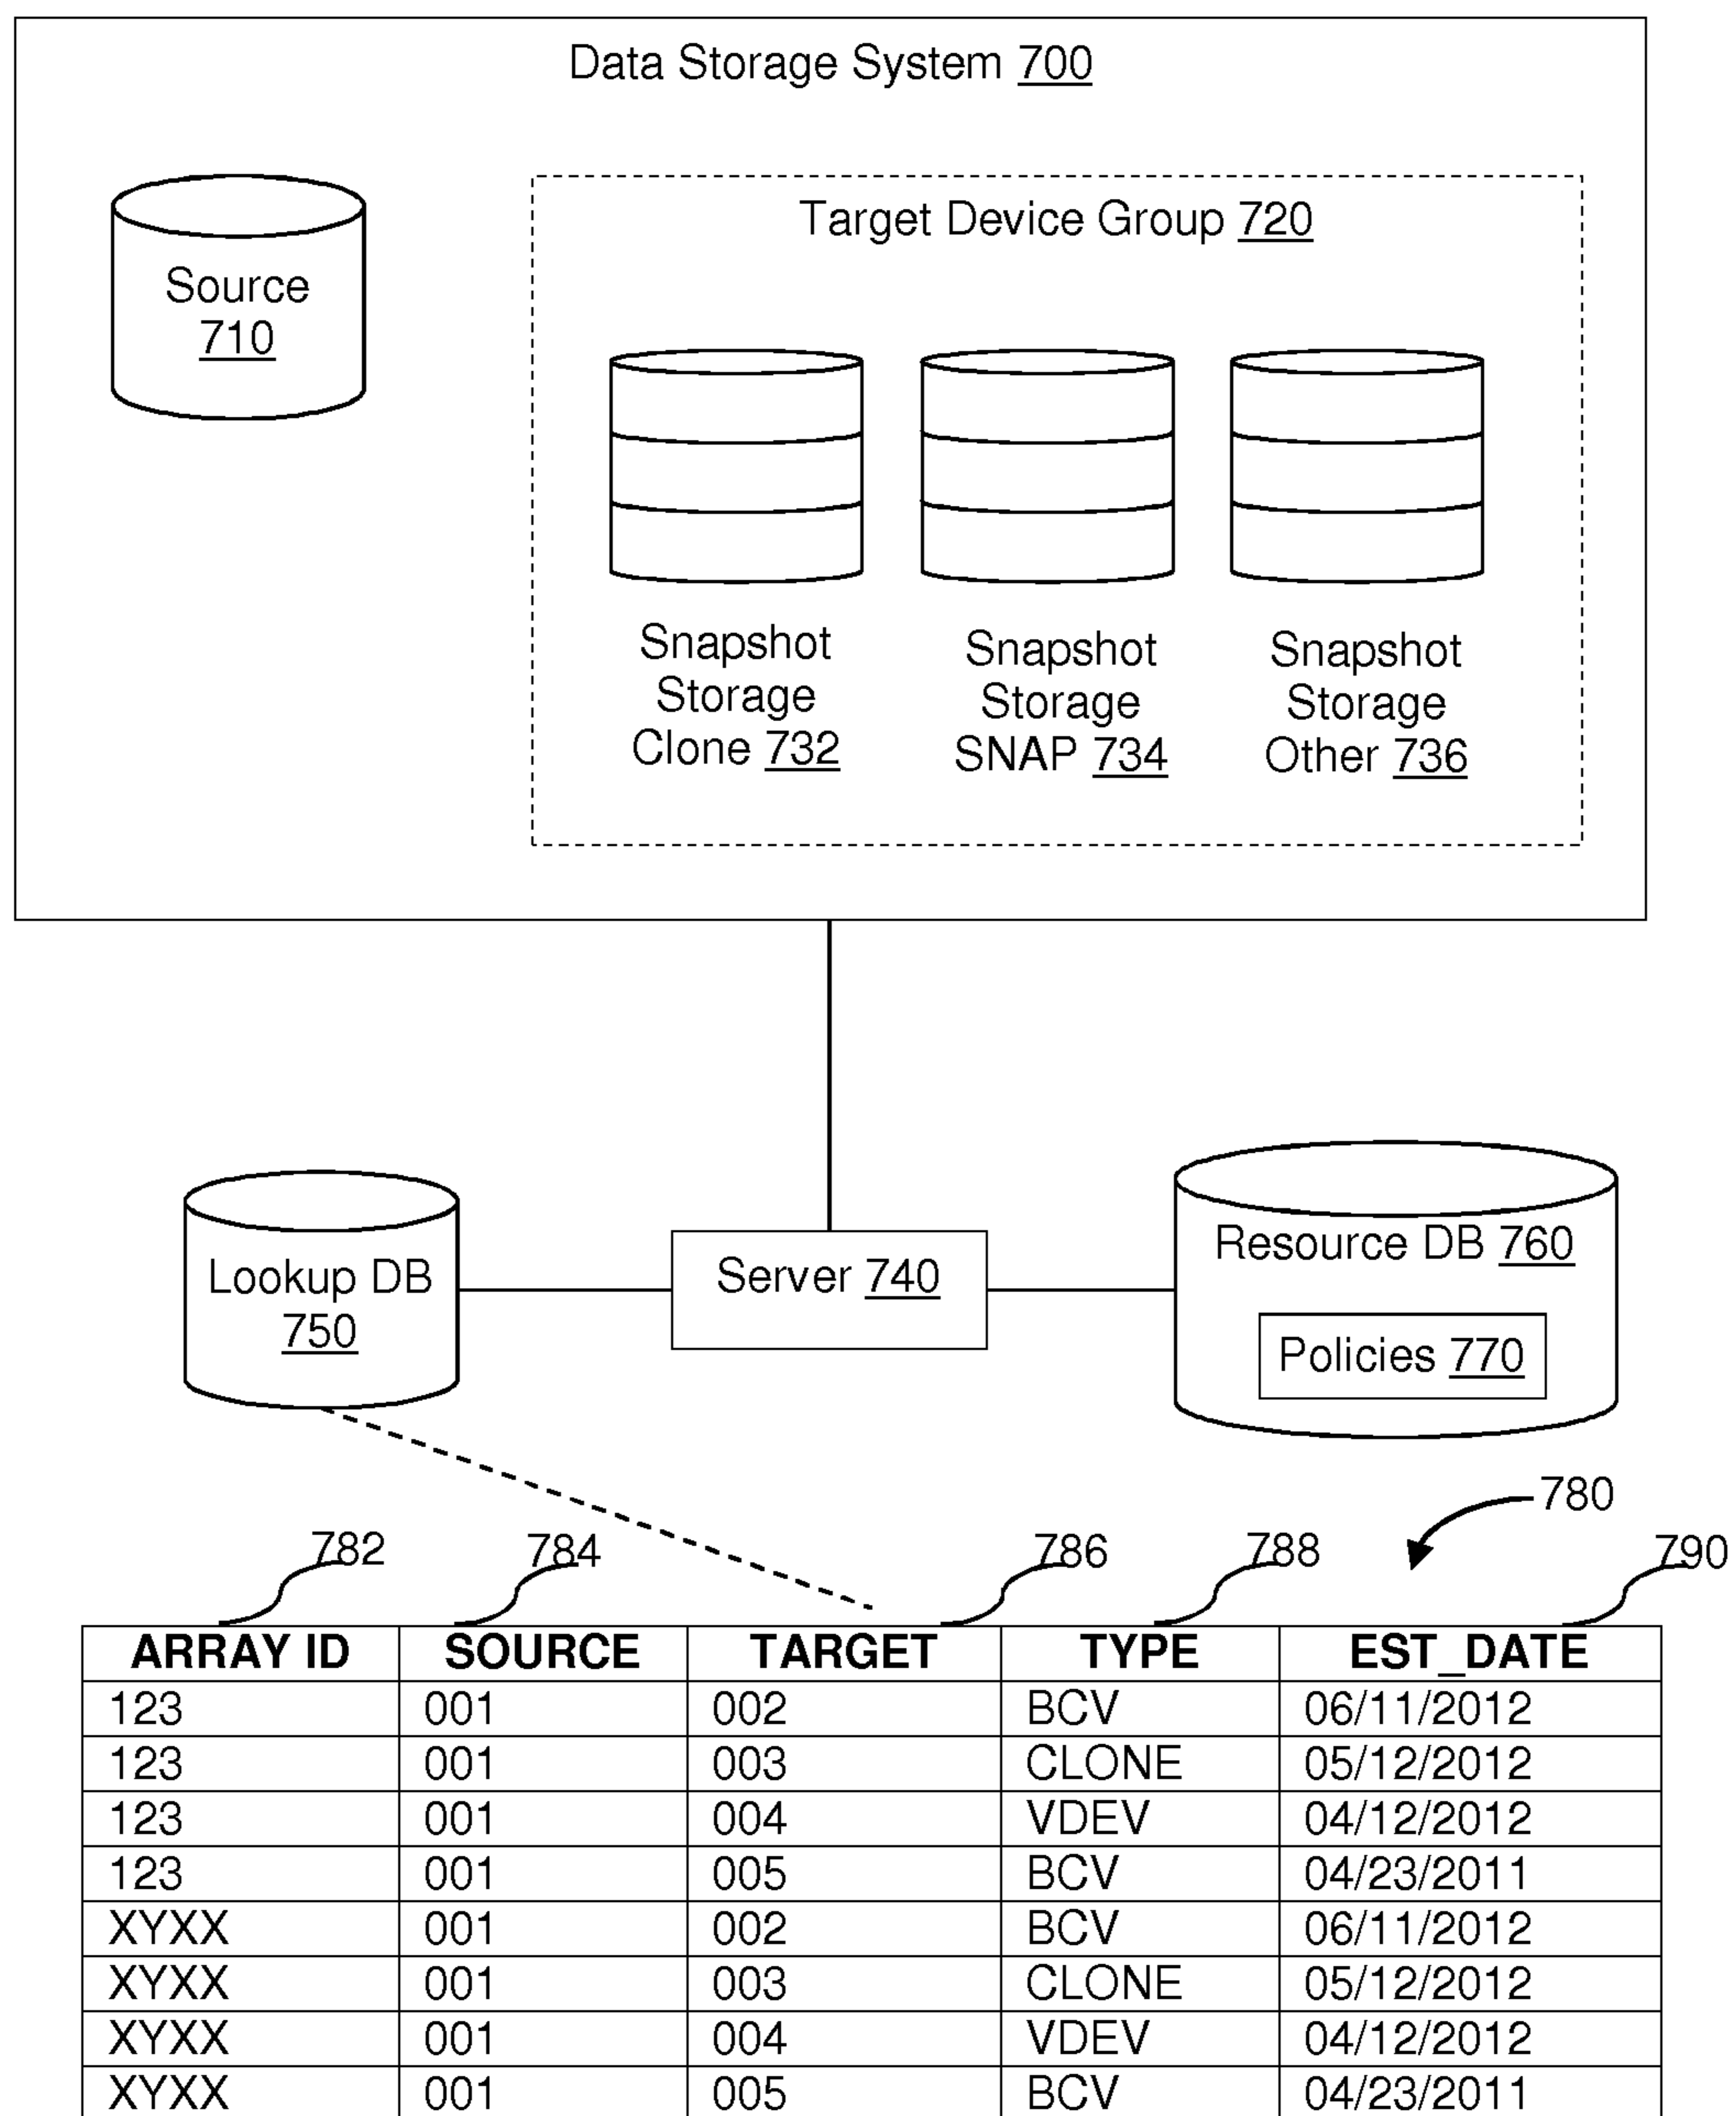 Data Storage System 700
Source
710
Target Device Group 720
Snapshot
Storage
Clone 732
Snapshot
Storage
SNAP 734
Snapshot
Storage
Other 736
Lookup DB
750
Server 740
Resource DB 760
Policies 770
780
782
784
786
788
790
ARRAY ID SOURCE TARGET TYPE EST_DATE
123 001 002 BCV 06/11/2012
123 001 003 CLONE 05/12/2012
123 001 004 VDEV 04/12/2012
123 001 005 BCV 04/23/2011
XYXX 001 002 BCV 06/11/2012
XYXX 001 003 CLONE 05/12/2012
XYXX 001 004 VDEV 04/12/2012
XYXX 001 005 BCV 04/23/2011